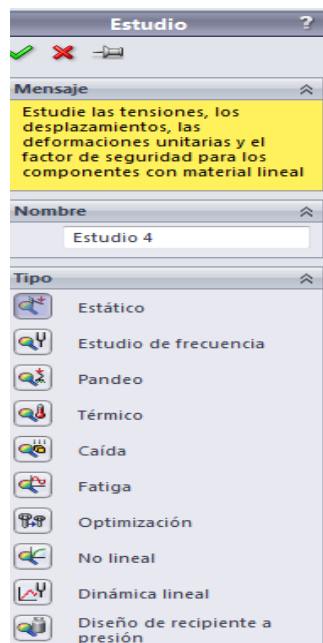 Estudio ?
Mensaje
Estudie las tensiones, los
desplazamientos, las
deformaciones unitarias y el
factor de seguridad para los
componentes con material lineal
Nombre
Estudio 4
Tipo
Estático
Estudio de frecuencia
Pandeo
Térmico
Caída
Fatiga
Optimización
No lineal
Dinámica lineal
Diseño de recipiente a
presión